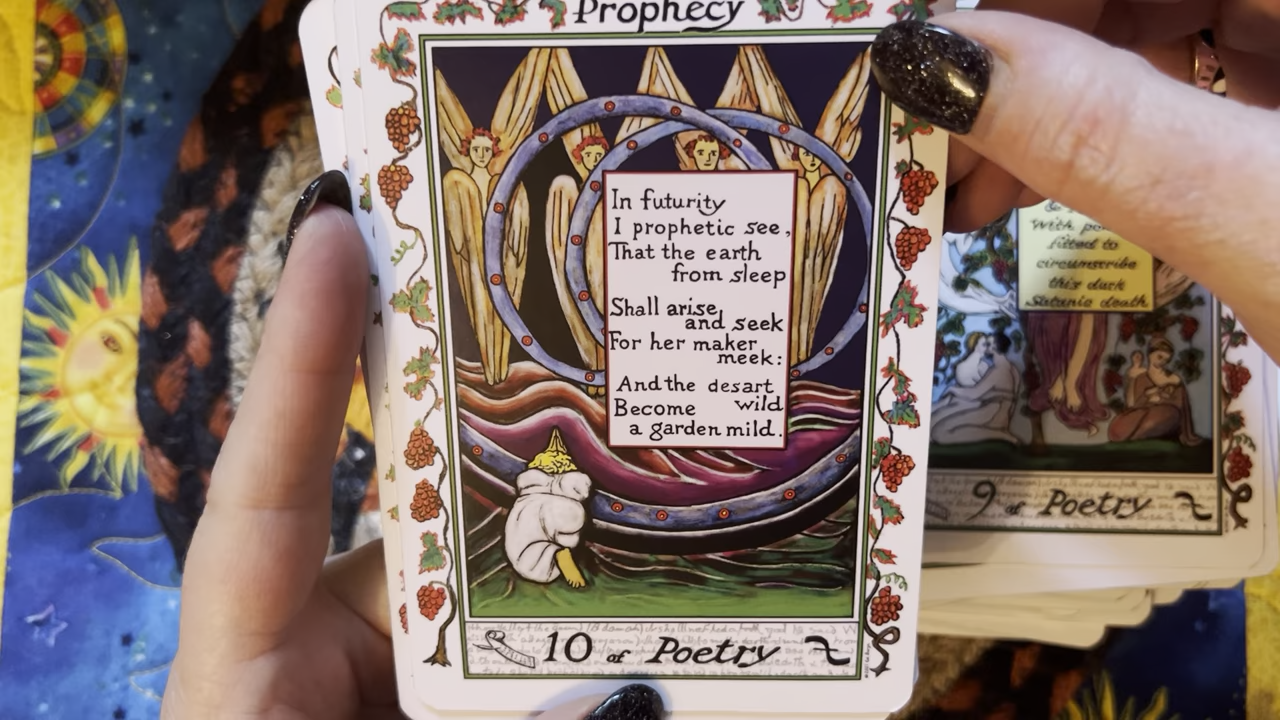 Prophecy
In futurity
I prophetic see,
That the earth
from sleep
Shall arise
and seek
For her maker
meek:
And the desart
wild
Become
a garden mild.
10 of Poetry
fitted to
circumscribe
this dark
Satanic death
9 of Poetry